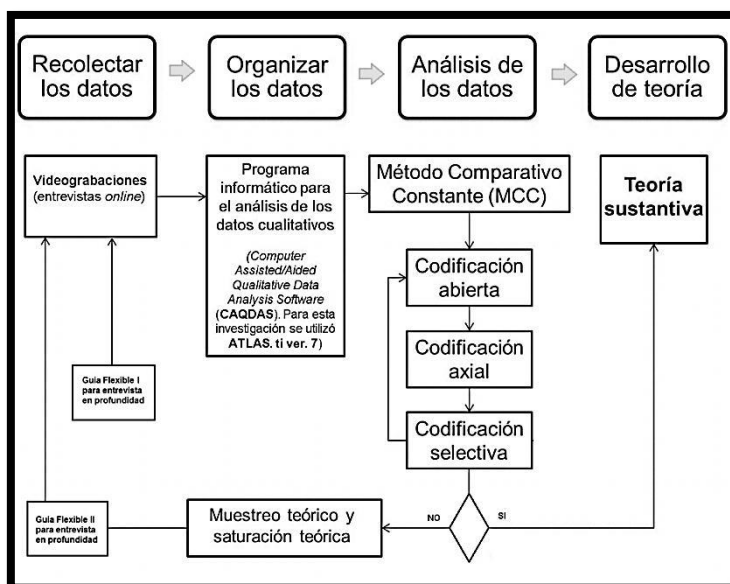 Recolectar
los datos
Organizar
los datos
Análisis de
los datos
Desarrollo
de teoría
Videograbaciones
(entrevistas online)
Programa
informático para
el análisis de los
datos cualitativos
(Computer
Assisted/Aided
Qualitative Data
Analysis Software
(CAQDAS). Para esta
investigación se utilizó
ATLAS. ti ver. 7)
Método Comparativo
Constante (MCC)
Teoría
sustantiva
Codificación
abierta
Codificación
axial
Codificación
selectiva
Guia Flexible I
para entrevista
en profundidad
Guia Flexible II
para entrevista
en profundidad
Muestreo teórico y
saturación teórica
NO
SI